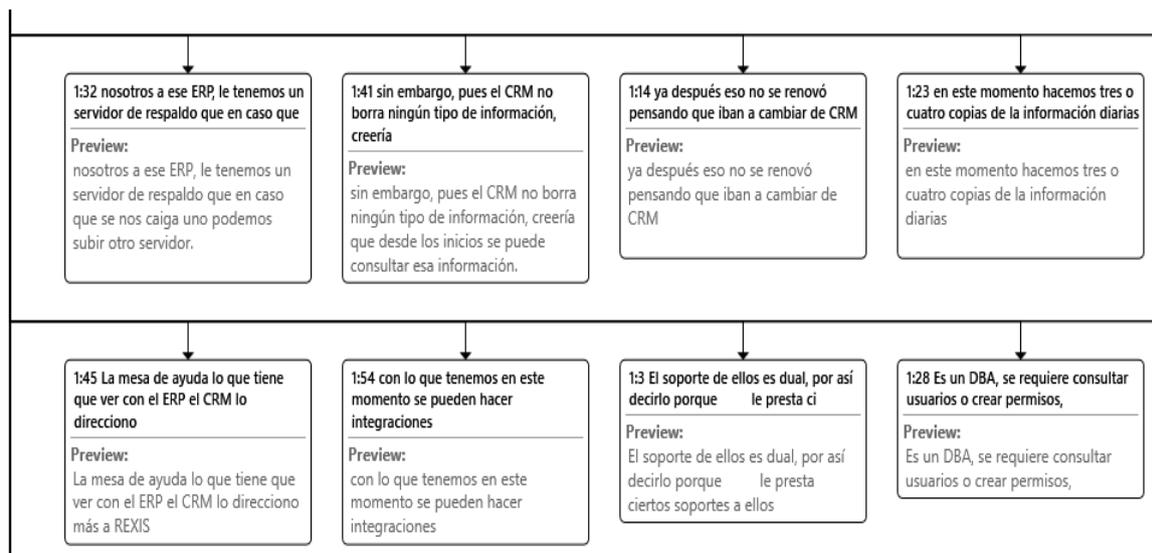 1:32 nosotros a ese ERP, le tenemos un
servidor de respaldo que en caso que
Preview:
nosotros a ese ERP, le tenemos un
servidor de respaldo que en caso
que se nos caiga uno podemos
subir otro servidor.
1:41 sin embargo, pues el CRM no
borra ningún tipo de información,
creería
Preview:
sin embargo, pues el CRM no borra
ningún tipo de información, creería
que desde los inicios se puede
consultar esa información.
1:14 ya después eso no se renovó
pensando que iban a cambiar de CRM
Preview:
ya después eso no se renovó
pensando que iban a cambiar de
CRM
1:23 en este momento hacemos tres o
cuatro copias de la información diarias
Preview:
en este momento hacemos tres o
cuatro copias de la información
diarias
1:45 La mesa de ayuda lo que tiene
que ver con el ERP el CRM lo
direcciono
Preview:
La mesa de ayuda lo que tiene que
ver con el ERP el CRM lo direcciono
más a REXIS
1:54 con lo que tenemos en este
momento se pueden hacer
integraciones
Preview:
con lo que tenemos en este
momento se pueden hacer
integraciones
1:3 El soporte de ellos es dual, por así
decirlo porque le presta ci
Preview:
El soporte de ellos es dual, por así
decirlo porque le presta
ciertos soportes a ellos
1:28 Es un DBA, se requiere consultar
usuarios o crear permisos,
Preview:
Es un DBA, se requiere consultar
usuarios o crear permisos,